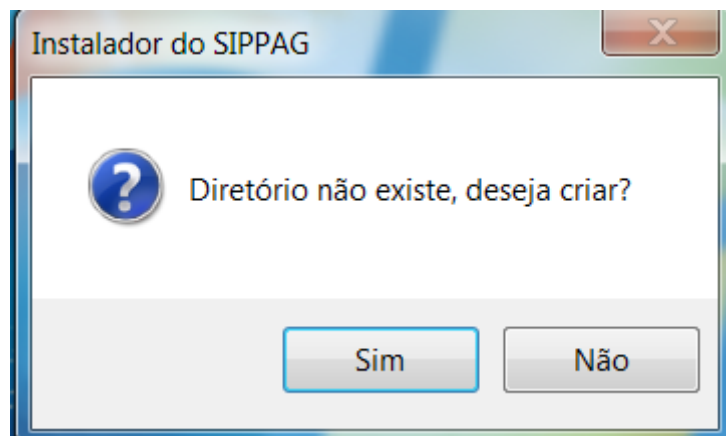 Instalador do SIPPAG
Diretório não existe, deseja criar?
Sim
Não